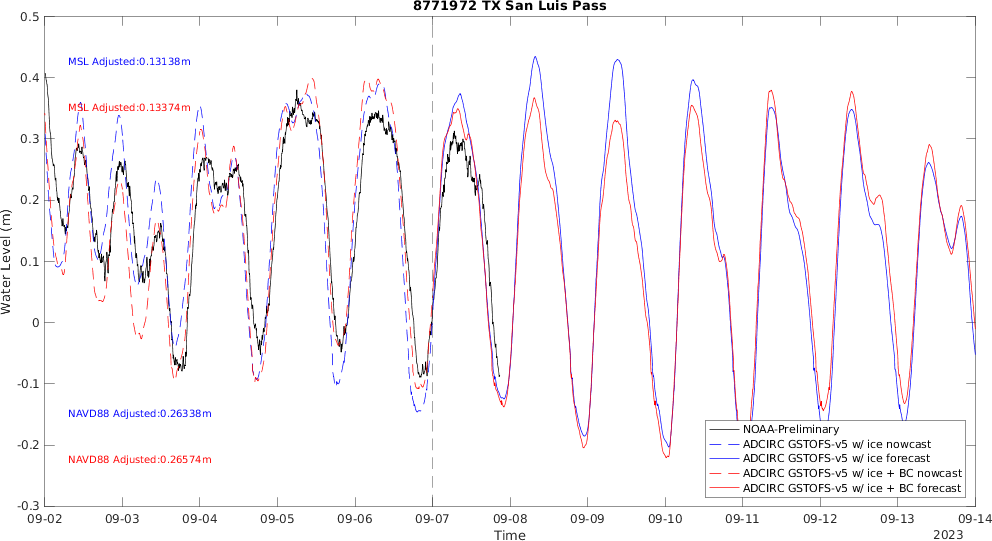 8771972 TX San Luis Pass
0.5
0.4
0.3
0.2
0.1
0
-0.1
-0.2
-0.3
Water Level (m)
MSL Adjusted:0.13138m
MSL Adjusted:0.13374m
NAVD88 Adjusted:0.26338m
NAVD88 Adjusted:0.26574m
NOAA-Preliminary
ADCIRC GSTOFS-v5 w/ ice nowcast
ADCIRC GSTOFS-v5 w/ ice forecast
ADCIRC GSTOFS-v5 w/ ice + BC nowcast
ADCIRC GSTOFS-v5 w/ ice + BC forecast
09-02 09-03 09-04 09-05 09-06 09-07 09-08 09-09 09-10 09-11 09-12 09-13 09-14
Time
2023